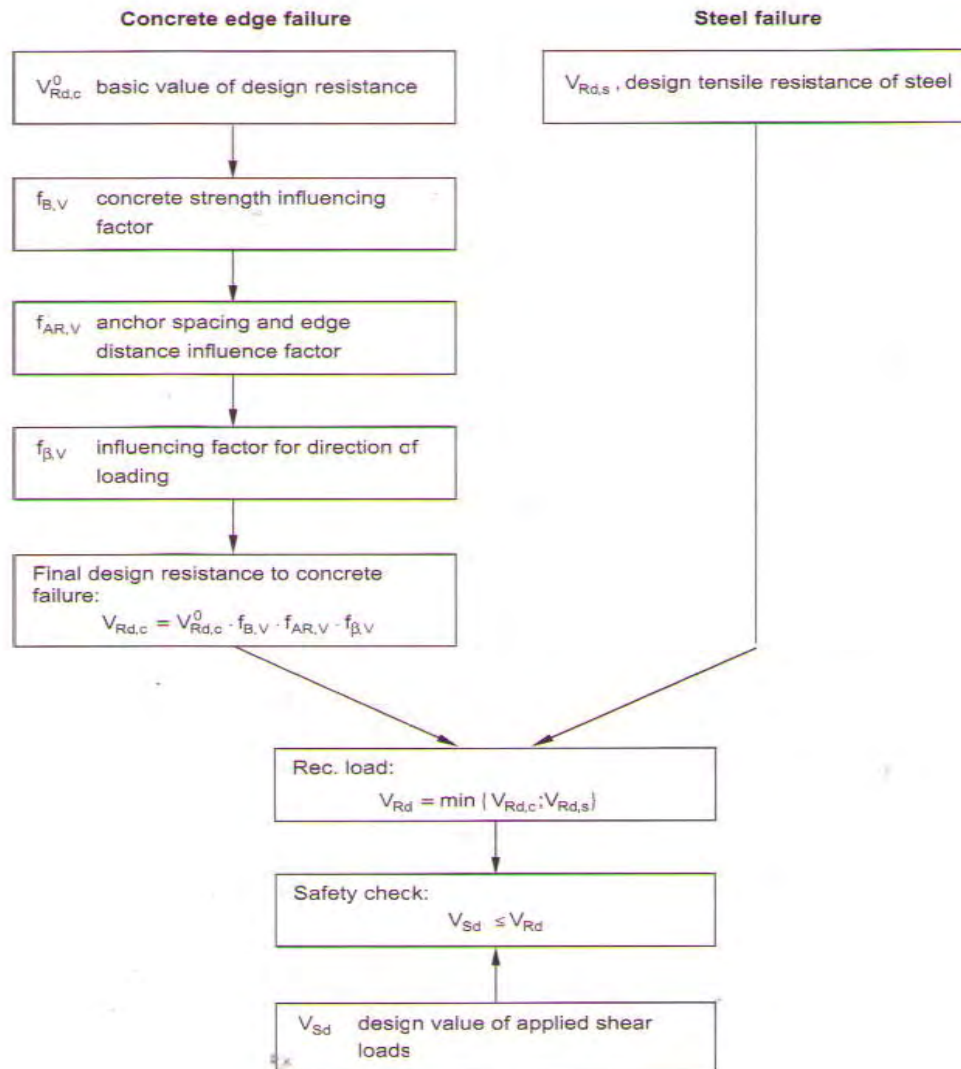 Concrete edge failure
Steel failure
V⁰Rd,c basic value of design resistance
VRd,s , design tensile resistance of steel
fB,V concrete strength influencing
factor
fAR,V anchor spacing and edge
distance influence factor
fβ,V influencing factor for direction of
loading
Final design resistance to concrete
failure:
VRd,c = V⁰Rd,c · fB,V · fAR,V · fβ,V
Rec. load:
VRd = min { VRd,c ; VRd,s }
Safety check:
VSd ≤ VRd
VSd design value of applied shear
loads